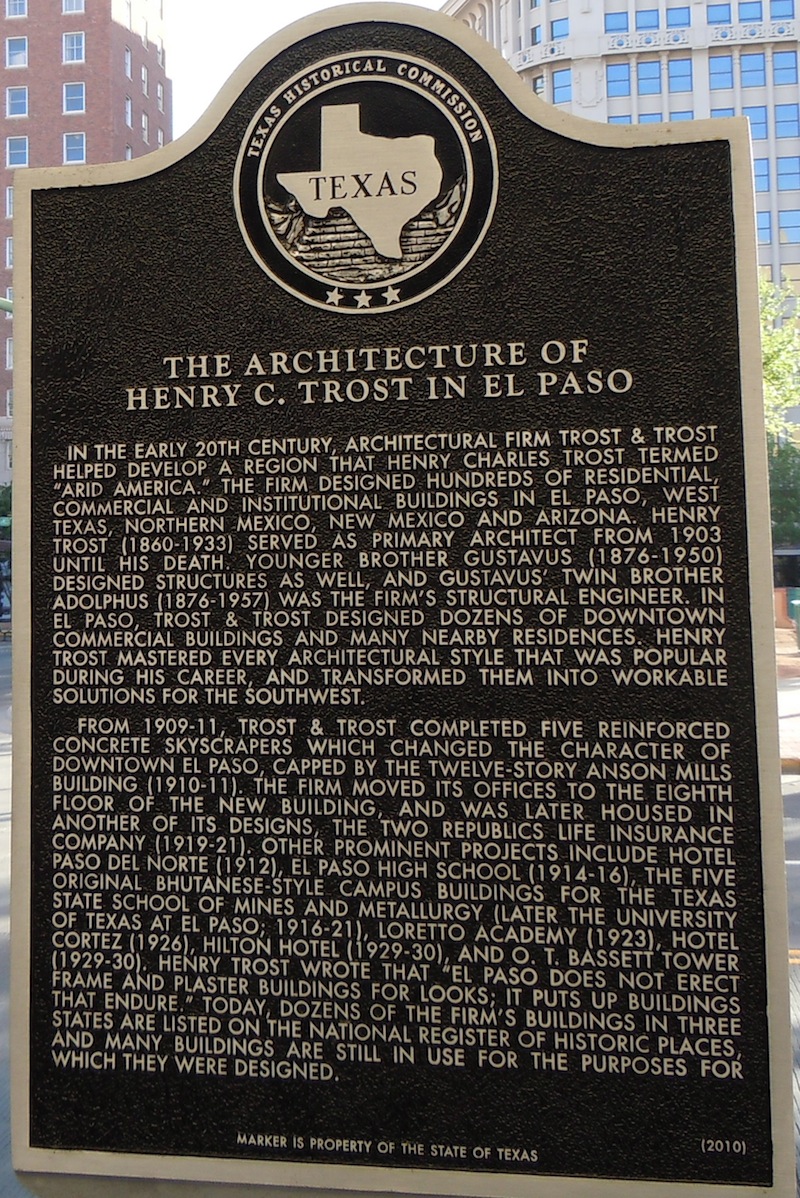 TEXAS HISTORICAL COMMISSION
TEXAS
THE ARCHITECTURE OF
HENRY C. TROST IN EL PASO
IN THE EARLY 20TH CENTURY, ARCHITECTURAL FIRM TROST & TROST
HELPED DEVELOP A REGION THAT HENRY CHARLES TROST TERMED
"ARID AMERICA." THE FIRM DESIGNED HUNDREDS OF RESIDENTIAL,
COMMERCIAL AND INSTITUTIONAL BUILDINGS IN EL PASO, WEST
TEXAS, NORTHERN MEXICO, NEW MEXICO AND ARIZONA. HENRY
TROST (1860-1933) SERVED AS PRIMARY ARCHITECT FROM 1903
UNTIL HIS DEATH. YOUNGER BROTHER GUSTAVUS (1876-1950)
DESIGNED STRUCTURES AS WELL, AND GUSTAVUS' TWIN BROTHER
ADOLPHUS (1876-1957) WAS THE FIRM'S STRUCTURAL ENGINEER. IN
EL PASO, TROST & TROST DESIGNED DOZENS OF DOWNTOWN
COMMERCIAL BUILDINGS AND MANY NEARBY RESIDENCES. HENRY
TROST MASTERED EVERY ARCHITECTURAL STYLE THAT WAS POPULAR
DURING HIS CAREER, AND TRANSFORMED THEM INTO WORKABLE
SOLUTIONS FOR THE SOUTHWEST.
FROM 1909-11, TROST & TROST COMPLETED FIVE REINFORCED
CONCRETE SKYSCRAPERS WHICH CHANGED THE CHARACTER OF
DOWNTOWN EL PASO, CAPPED BY THE TWELVE-STORY ANSON MILLS
BUILDING (1910-11). THE FIRM MOVED ITS OFFICES TO THE EIGHTH
FLOOR OF THE NEW BUILDING, AND WAS LATER HOUSED IN
ANOTHER OF ITS DESIGNS, THE TWO REPUBLICS LIFE INSURANCE
COMPANY (1919-21). OTHER PROMINENT PROJECTS INCLUDE HOTEL
PASO DEL NORTE (1912), EL PASO HIGH SCHOOL (1914-16), THE FIVE
ORIGINAL BHUTANESE-STYLE CAMPUS BUILDINGS FOR THE TEXAS
STATE SCHOOL OF MINES AND METALLURGY (LATER THE UNIVERSITY
OF TEXAS AT EL PASO; 1916-21), LORETTO ACADEMY (1923), HOTEL
CORTEZ (1926), HILTON HOTEL (1929-30), AND O. T. BASSETT TOWER
(1929-30). HENRY TROST WROTE THAT "EL PASO DOES NOT ERECT
FRAME AND PLASTER BUILDINGS FOR LOOKS; IT PUTS UP BUILDINGS
THAT ENDURE." TODAY, DOZENS OF THE FIRM'S BUILDINGS IN THREE
STATES ARE LISTED ON THE NATIONAL REGISTER OF HISTORIC PLACES,
AND MANY BUILDINGS ARE STILL IN USE FOR THE PURPOSES FOR
WHICH THEY WERE DESIGNED.
(2010)
MARKER IS PROPERTY OF THE STATE OF TEXAS